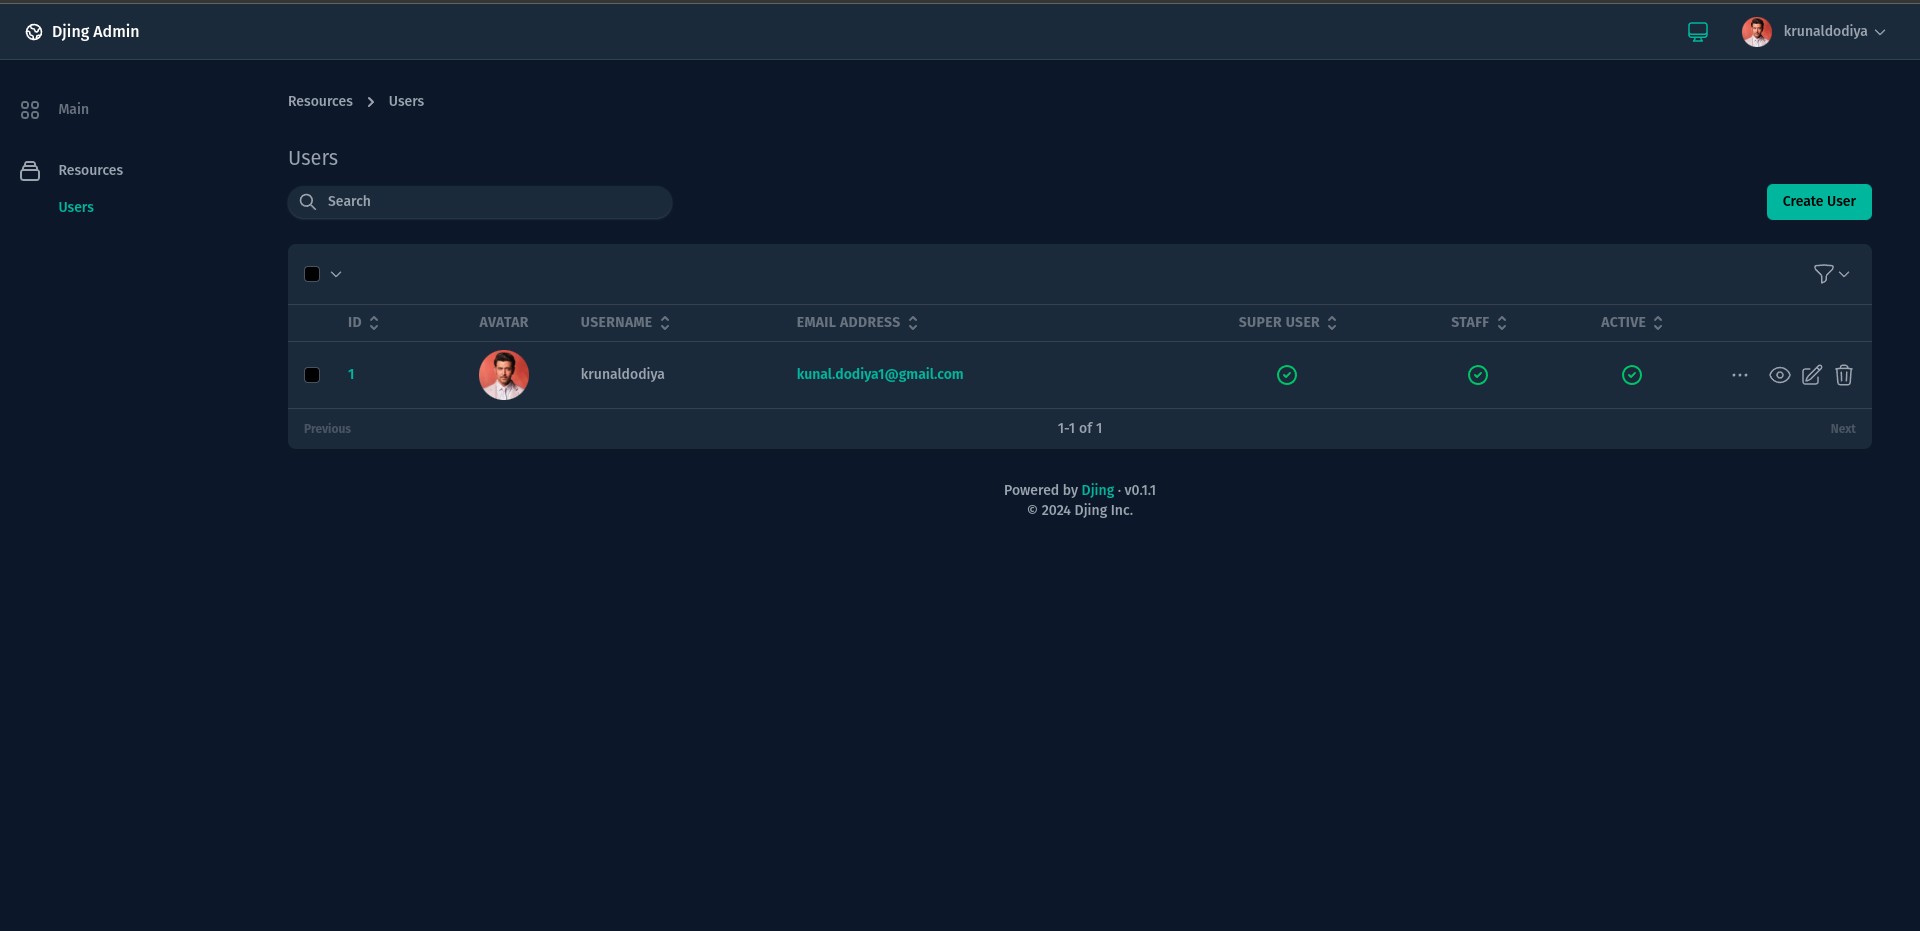 Djing Admin
krunaldodiya
Main
Resources
Users
Resources Users
Users
Search
Create User
ID AVATAR USERNAME EMAIL ADDRESS SUPER USER STAFF ACTIVE
1 krunaldodiya kunal.dodiya1@gmail.com
Previous 1-1 of 1 Next
Powered by Djing · v0.1.1
© 2024 Djing Inc.